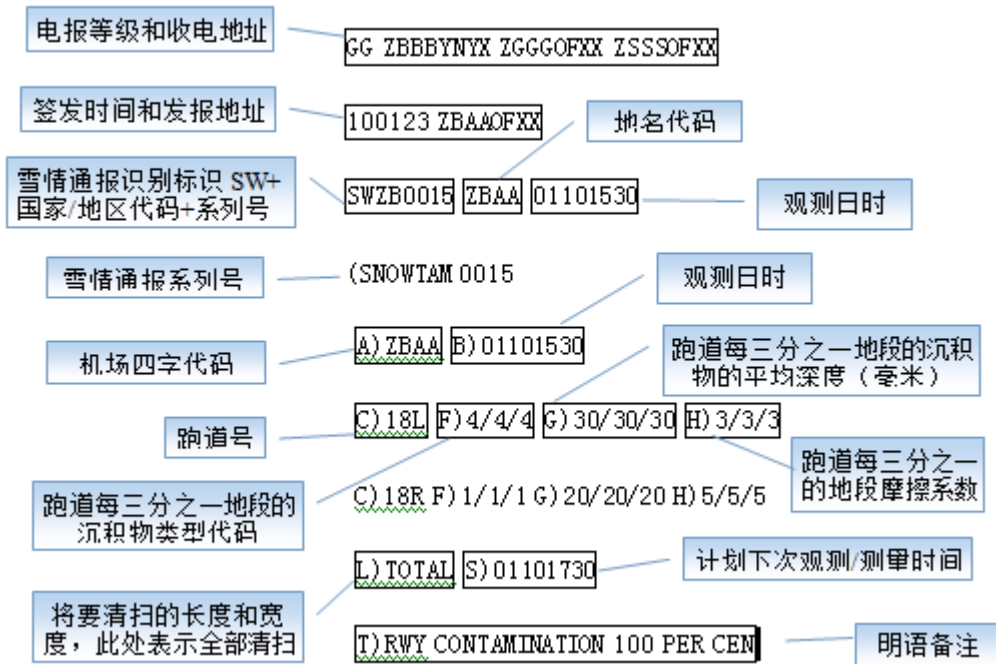 电报等级和收电地址
GG ZBBBYNYX ZGGGOFXX ZSSSOFXX
签发时间和发报地址
100123 ZBAAOFXX
地名代码
雪情通报识别标识 SW+
国家/地区代码+系列号
SWZB0015 ZBAA 01101530
观测日时
雪情通报系列号
(SNOWTAM 0015
观测日时
机场四字代码
A)ZBAA B)01101530
跑道每三分之一地段的沉积
物的平均深度（毫米）
跑道号
C)18L F)4/4/4 G)30/30/30 H)3/3/3
跑道每三分之一
的地段摩擦系数
跑道每三分之一地段的
沉积物类型代码
C)18R F)1/1/1 G)20/20/20 H)5/5/5
L)TOTAL S)01101730
计划下次观测/测量时间
将要清扫的长度和宽
度，此处表示全部清扫
T)RWY CONTAMINATION 100 PER CEN
明语备注